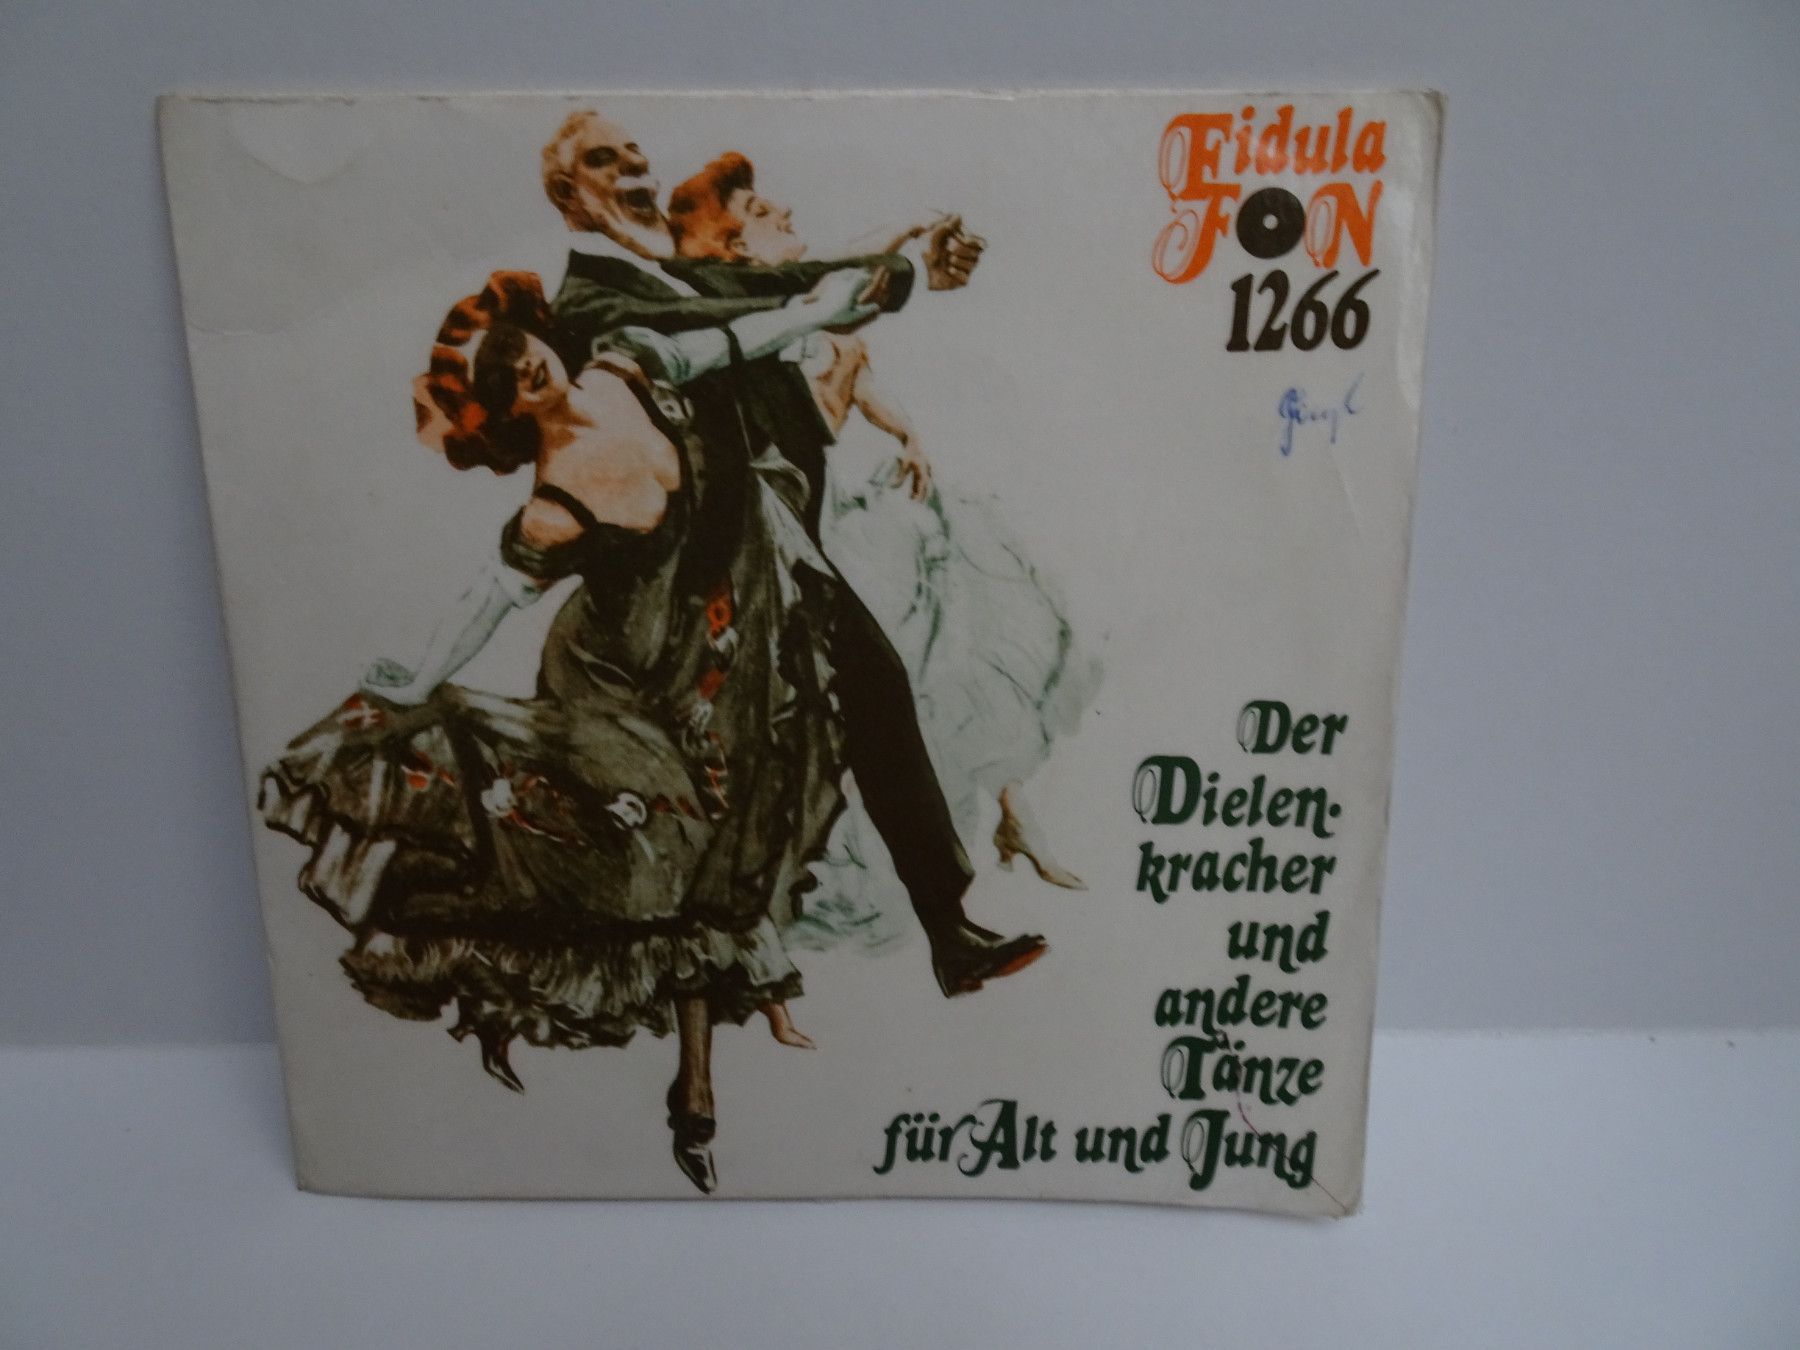 Fidula
FON
1266
Der
Dielen-
kracher
und
andere
Tänze
für Alt und Jung